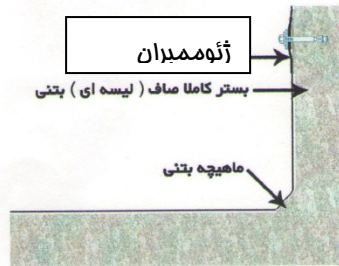 ژئوممبران
بستر کاملا صاف ( لیسه ای ) بتنی
ماهیچه بتنی